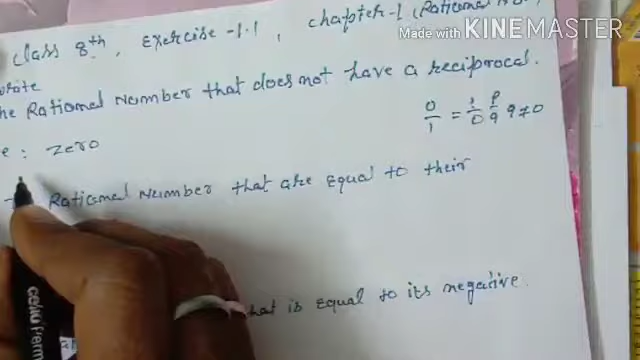 Made with KINEMASTER
class 8th, Exercise-1.1, chapter-1 (Rational
write
The Rational Number that does not have a reciprocal.
0/1 = 1/0 p/q q≠0
: zero
Rational Number that are equal to their
that is equal to its negative.
cello